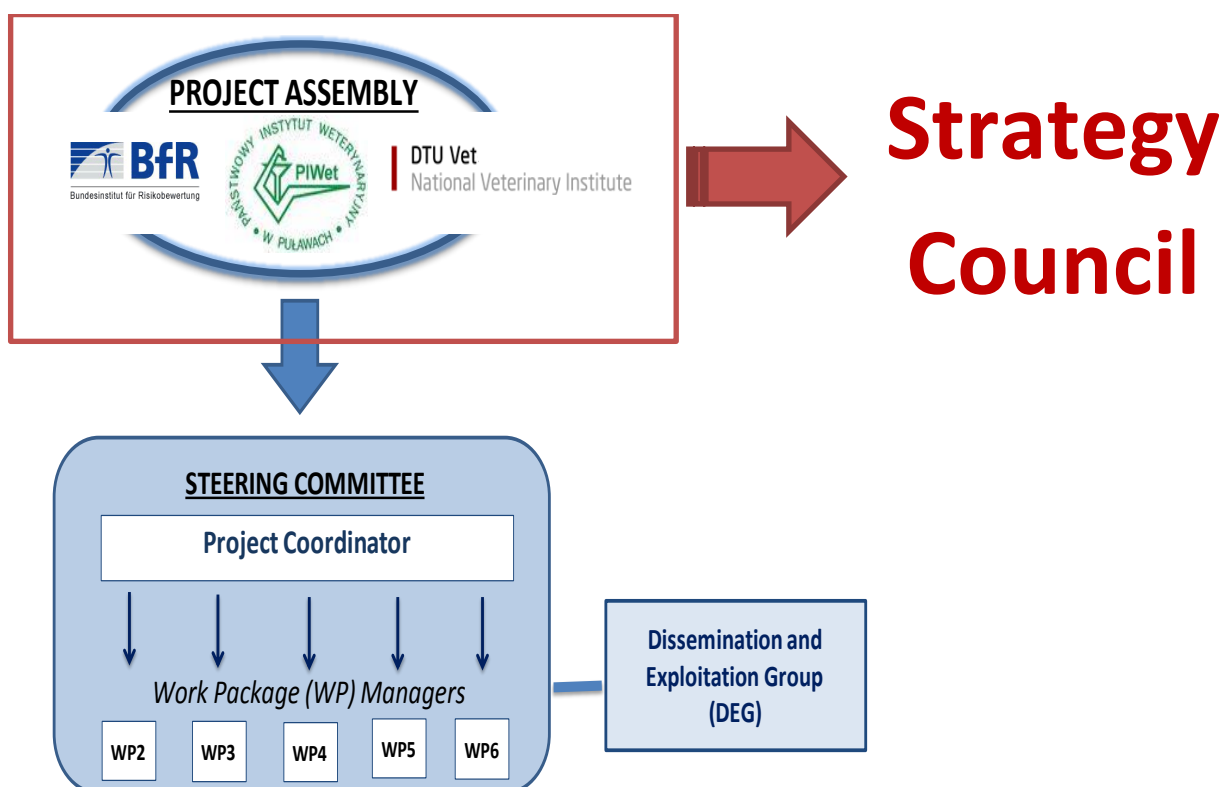 PROJECT ASSEMBLY
BfR
Bundesinstitut für Risikobewertung
PAŃSTWOWY INSTYTUT WETERYNARYJNY
• W PUŁAWACH •
PIWet
DTU Vet
National Veterinary Institute
Strategy
Council
STEERING COMMITTEE
Project Coordinator
Work Package (WP) Managers
WP2
WP3
WP4
WP5
WP6
Dissemination and
Exploitation Group
(DEG)